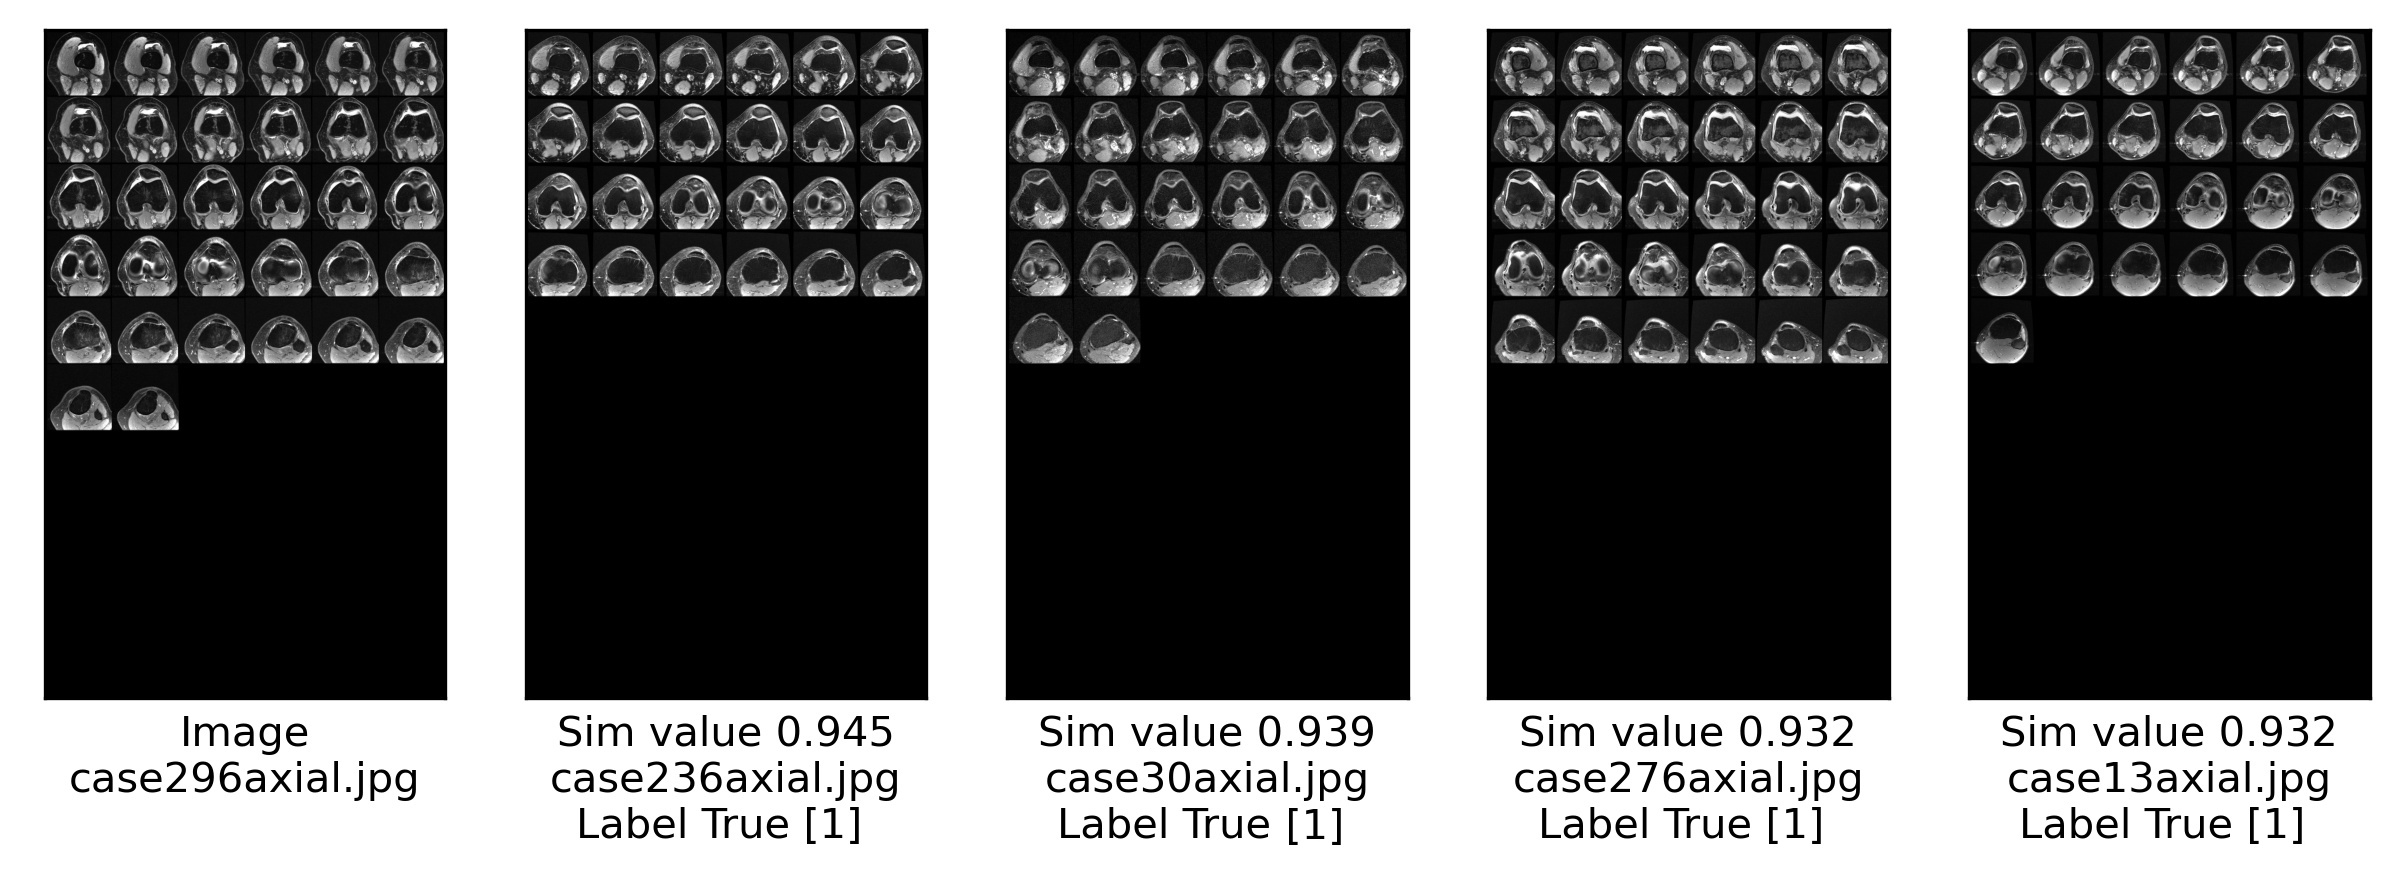 Image
case296axial.jpg
Sim value 0.945
case236axial.jpg
Label True [1]
Sim value 0.939
case30axial.jpg
Label True [1]
Sim value 0.932
case276axial.jpg
Label True [1]
Sim value 0.932
case13axial.jpg
Label True [1]